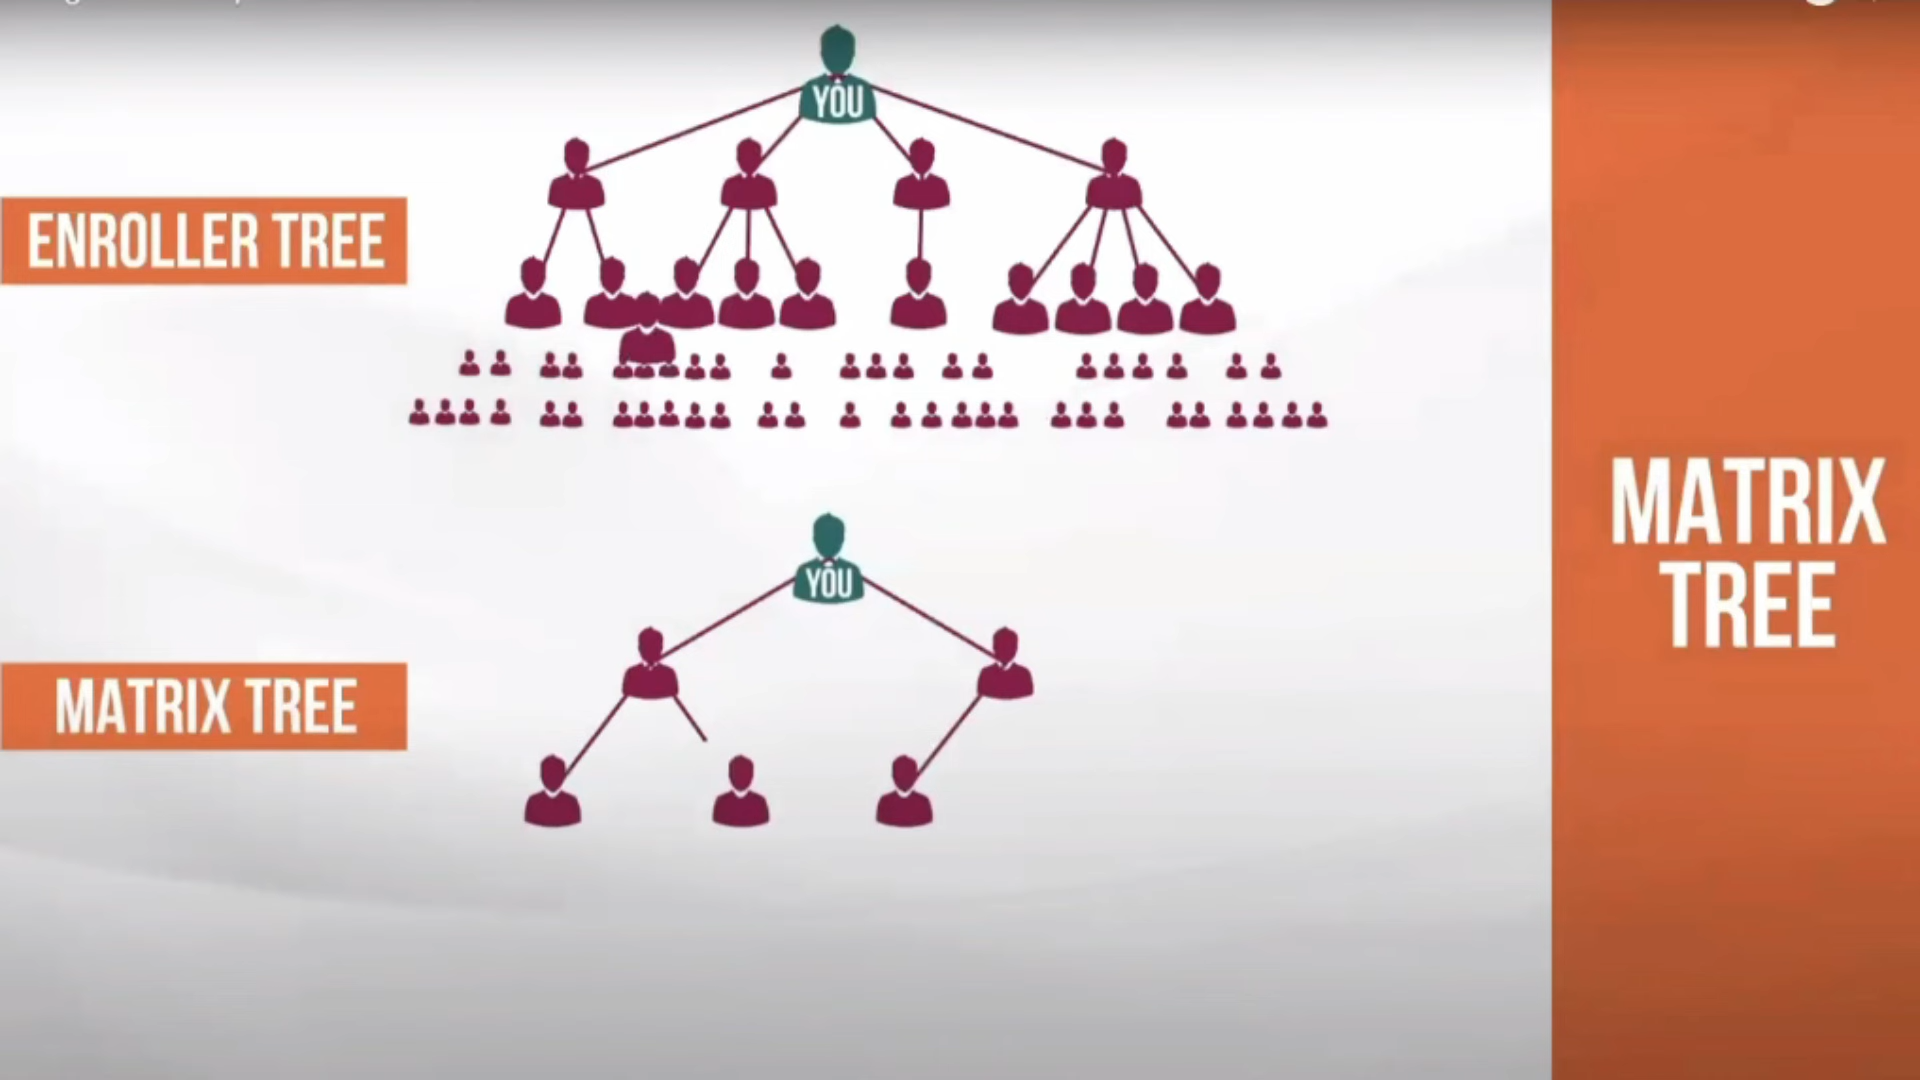 YOU
ENROLLER TREE
YOU
MATRIX TREE
MATRIX
TREE